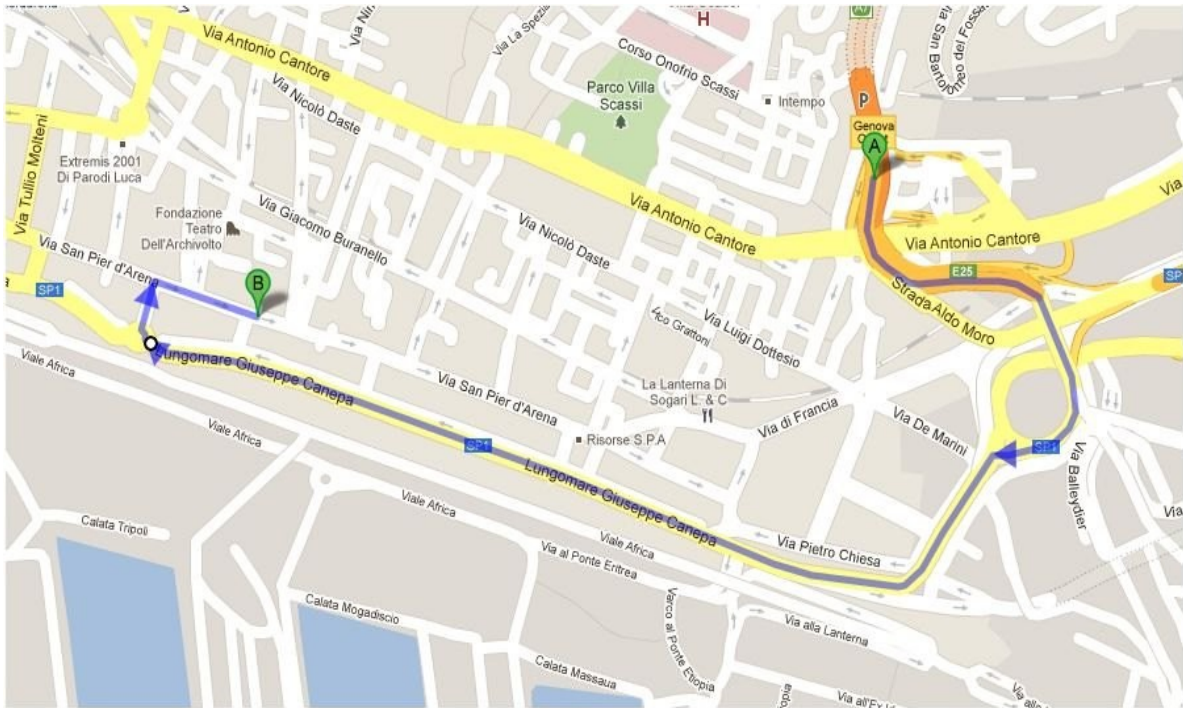 Via Antonio Cantore
Via La Spezia
H
Corso Onofrio Scassi
Parco Villa
Scassi
Intempo
P
Genova
A
Via Nicolò Daste
Extremis 2001
Di Parodi Luca
Via Tullio Molteni
Fondazione
Teatro
Dell'Archivolto
Via Giacomo Buranello
Via Nicolò Daste
Via Antonio Cantore
Via Antonio Cantore
E25
Strada Aldo Moro
Via San Pier d'Arena
B
SP1
Vico Grattoni
Via Luigi Dottesio
Lungomare Giuseppe Canepa
Viale Africa
Viale Africa
Via San Pier d'Arena
La Lanterna Di
Sogari L. & C
Via di Francia
Via De Marini
Risorse S.P.A
SP1
SP1
Via Balleydier
Lungomare Giuseppe Canepa
Viale Africa
Viale Africa
Via Pietro Chiesa
Calata Tripoli
Via al Ponte Eritrea
Varco al Ponte Etiopia
Calata Mogadiscio
Via alla Lanterna
Calata Massaua